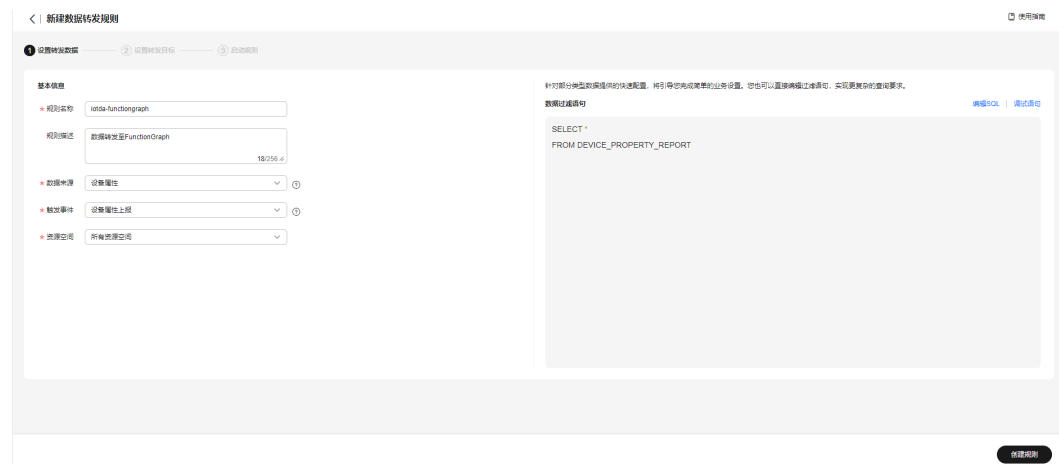 新建数据转发规则
使用指南
1 设置转发数据 2 设置转发目标 3 启动规则
基本信息
* 规则名称 iotda-functiongraph
规则描述 数据转发至FunctionGraph
18/256
* 数据来源 设备属性
* 触发事件 设备属性上报
* 资源空间 所有资源空间
针对部分类型数据提供的快速配置，将引导您完成简单的业务设置。您也可以直接编辑过滤语句，实现更复杂的查询要求。
数据过滤语句 编辑SQL | 调试语句
SELECT *
FROM DEVICE_PROPERTY_REPORT
创建规则